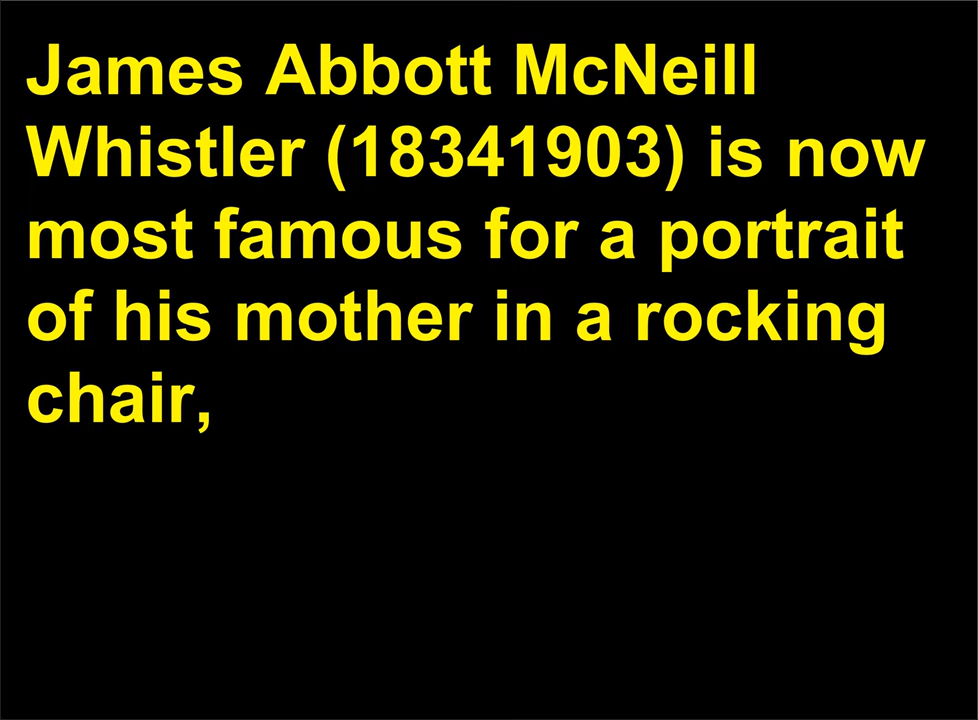 James Abbott McNeill
Whistler (18341903) is now
most famous for a portrait
of his mother in a rocking
chair,